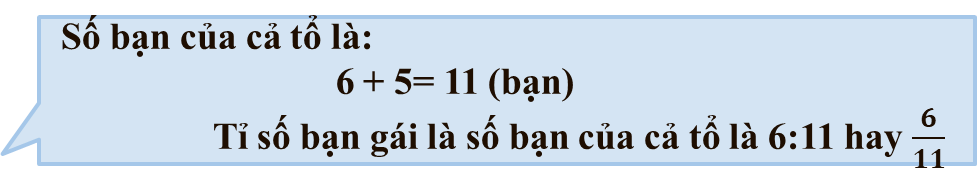 Số bạn của cả tổ là:
6 + 5= 11 (bạn)
Tỉ số bạn gái là số bạn của cả tổ là 6:11 hay 6/11